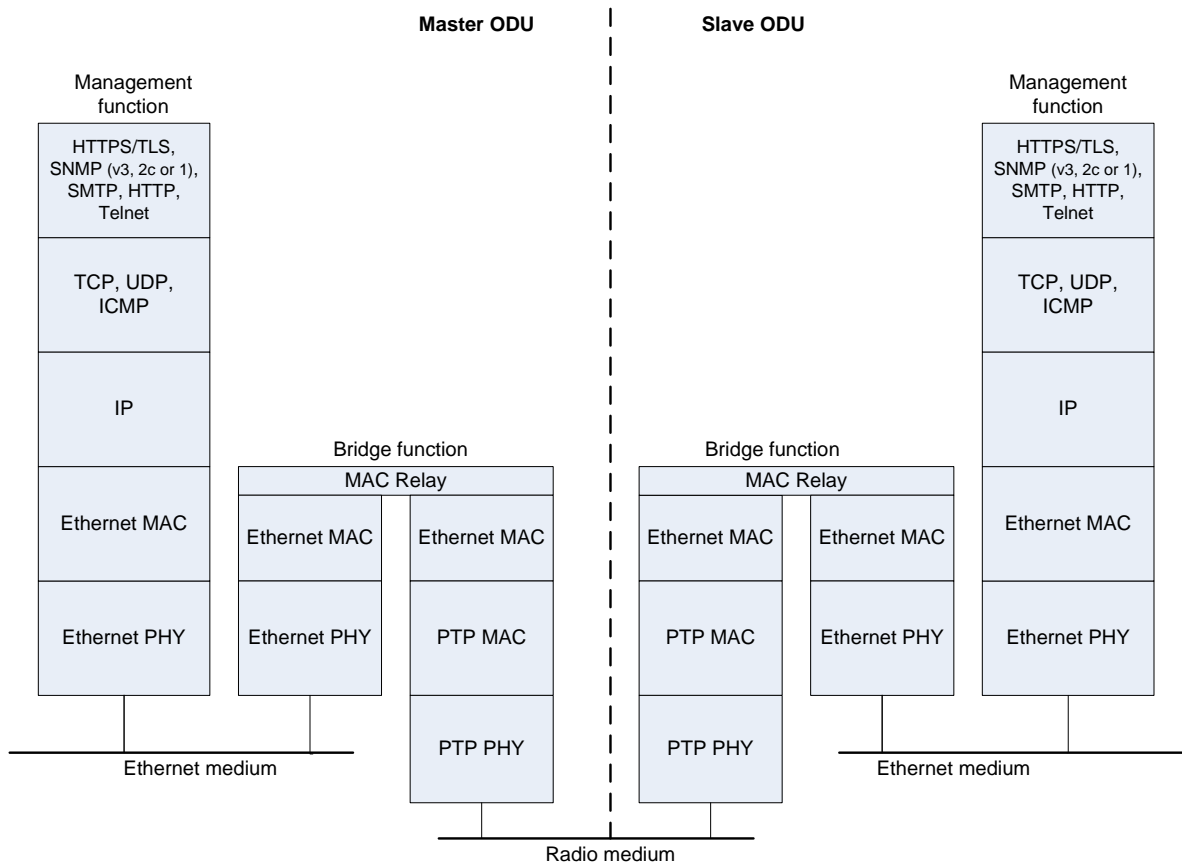 Master ODU
Slave ODU
Management
function
HTTPS/TLS,
SNMP (v3, 2c or 1),
SMTP, HTTP,
Telnet
TCP, UDP,
ICMP
IP
Ethernet MAC
Ethernet PHY
Bridge function
MAC Relay
Ethernet MAC
Ethernet PHY
Ethernet MAC
PTP MAC
PTP PHY
Ethernet medium
Bridge function
MAC Relay
Ethernet MAC
PTP MAC
PTP PHY
Ethernet MAC
Ethernet PHY
Management
function
HTTPS/TLS,
SNMP (v3, 2c or 1),
SMTP, HTTP,
Telnet
TCP, UDP,
ICMP
IP
Ethernet MAC
Ethernet PHY
Ethernet medium
Radio medium